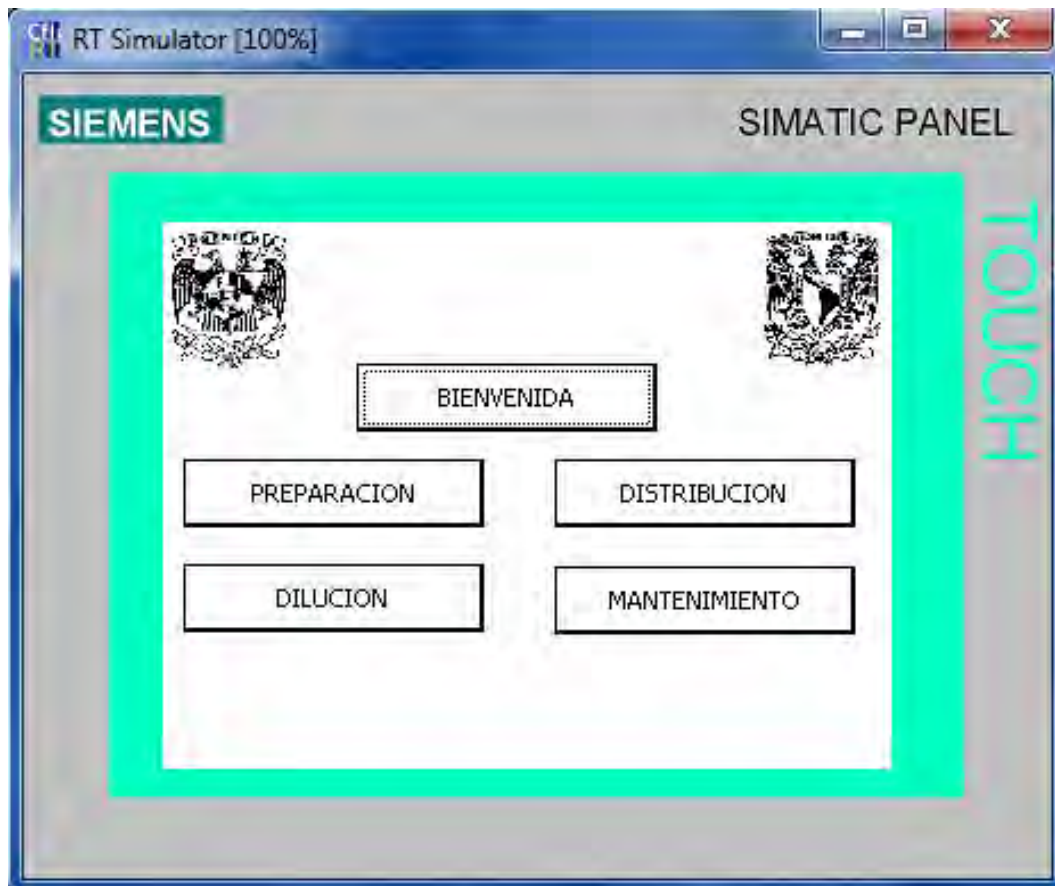 RT Simulator [100%]
SIEMENS
SIMATIC PANEL
TOUCH
BIENVENIDA
PREPARACION
DISTRIBUCION
DILUCION
MANTENIMIENTO